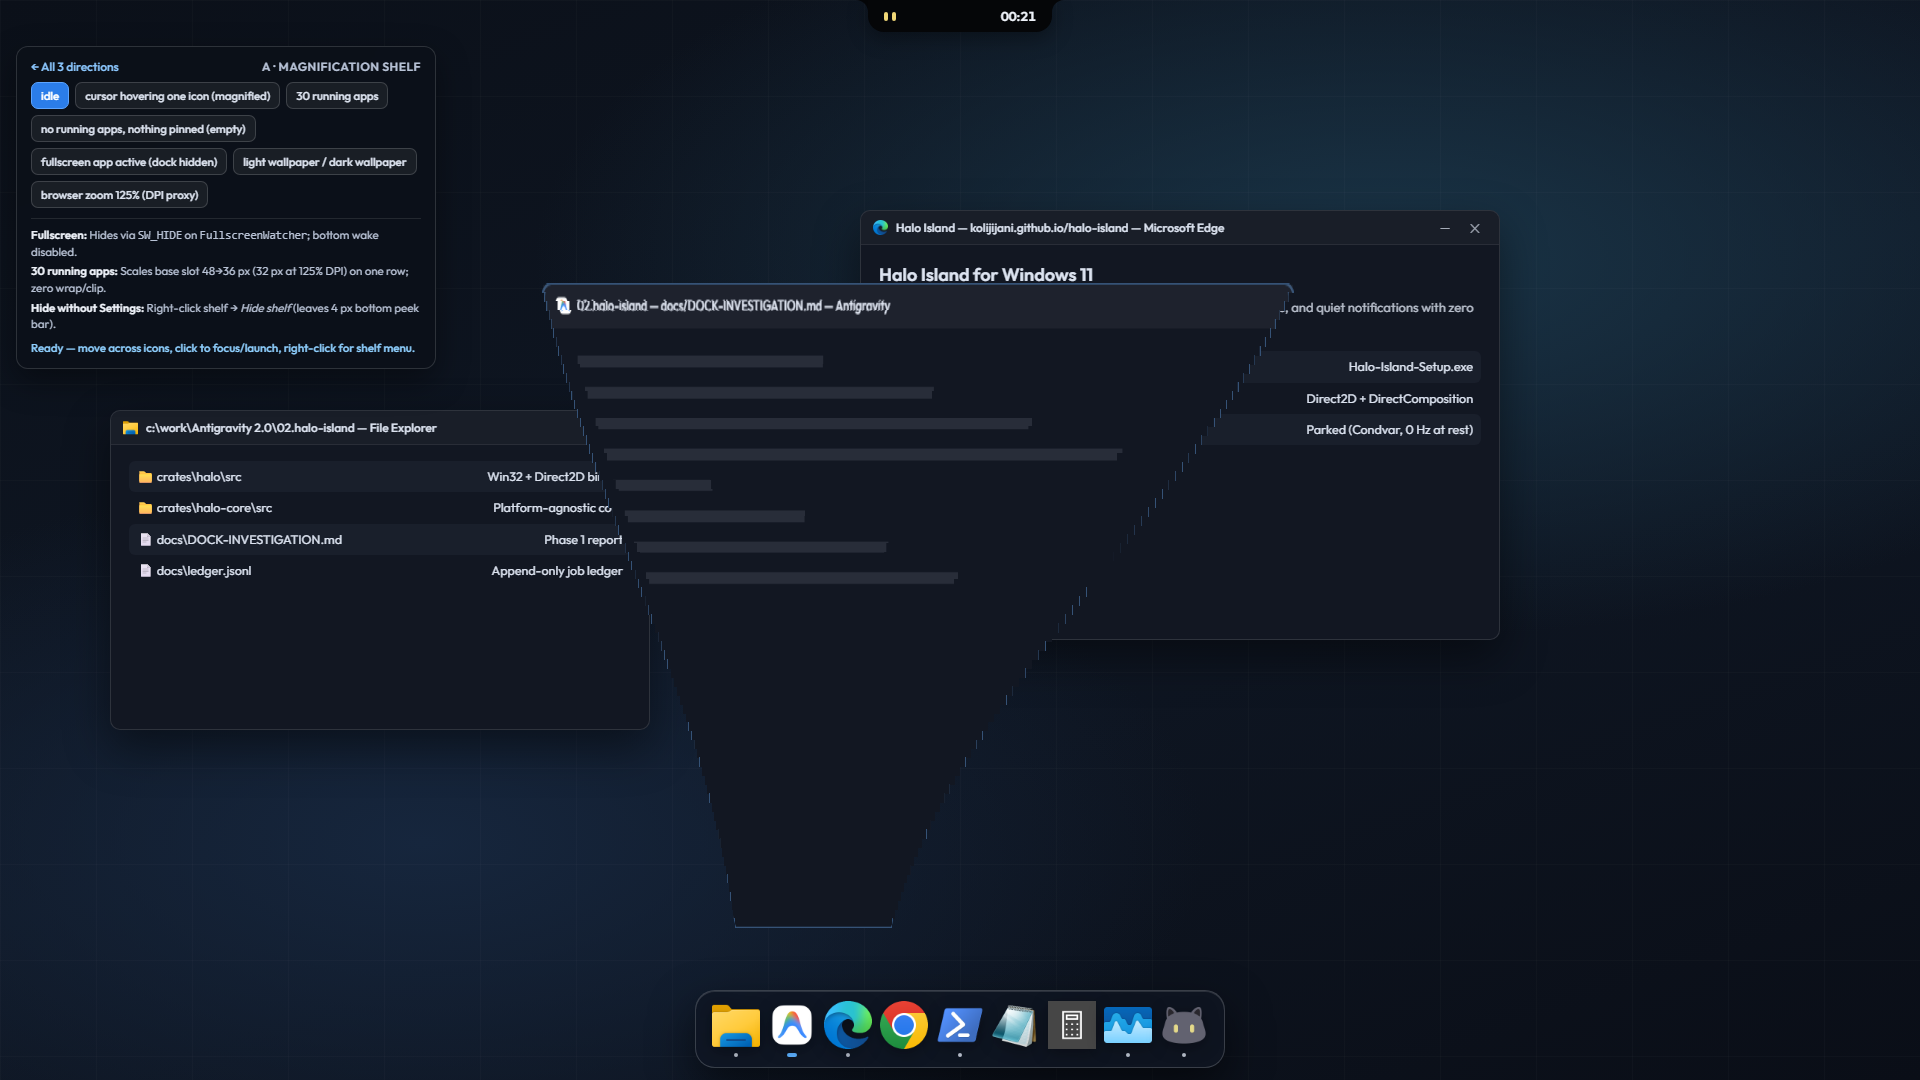 00:21
← All 3 directions
A · MAGNIFICATION SHELF
idle
cursor hovering one icon (magnified)
30 running apps
no running apps, nothing pinned (empty)
fullscreen app active (dock hidden)
light wallpaper / dark wallpaper
browser zoom 125% (DPI proxy)
Fullscreen: Hides via SW_HIDE on FullscreenWatcher; bottom wake
disabled.
30 running apps: Scales base slot 48→36 px (32 px at 125% DPI) on one row;
zero wrap/clip.
Hide without Settings: Right-click shelf → Hide shelf (leaves 4 px bottom peek
bar).
Ready — move across icons, click to focus/launch, right-click for shelf menu.
Halo Island — kolijijani.github.io/halo-island — Microsoft Edge
Halo Island for Windows 11
, and quiet notifications with zero
Halo-Island-Setup.exe
Direct2D + DirectComposition
Parked (Condvar, 0 Hz at rest)
02.halo-island — docs/DOCK-INVESTIGATION.md — Antigravity
c:\work\Antigravity 2.0\02.halo-island — File Explorer
crates\halo\src
Win32 + Direct2D bi
crates\halo-core\src
Platform-agnostic co
docs\DOCK-INVESTIGATION.md
Phase 1 report
docs\ledger.jsonl
Append-only job ledger